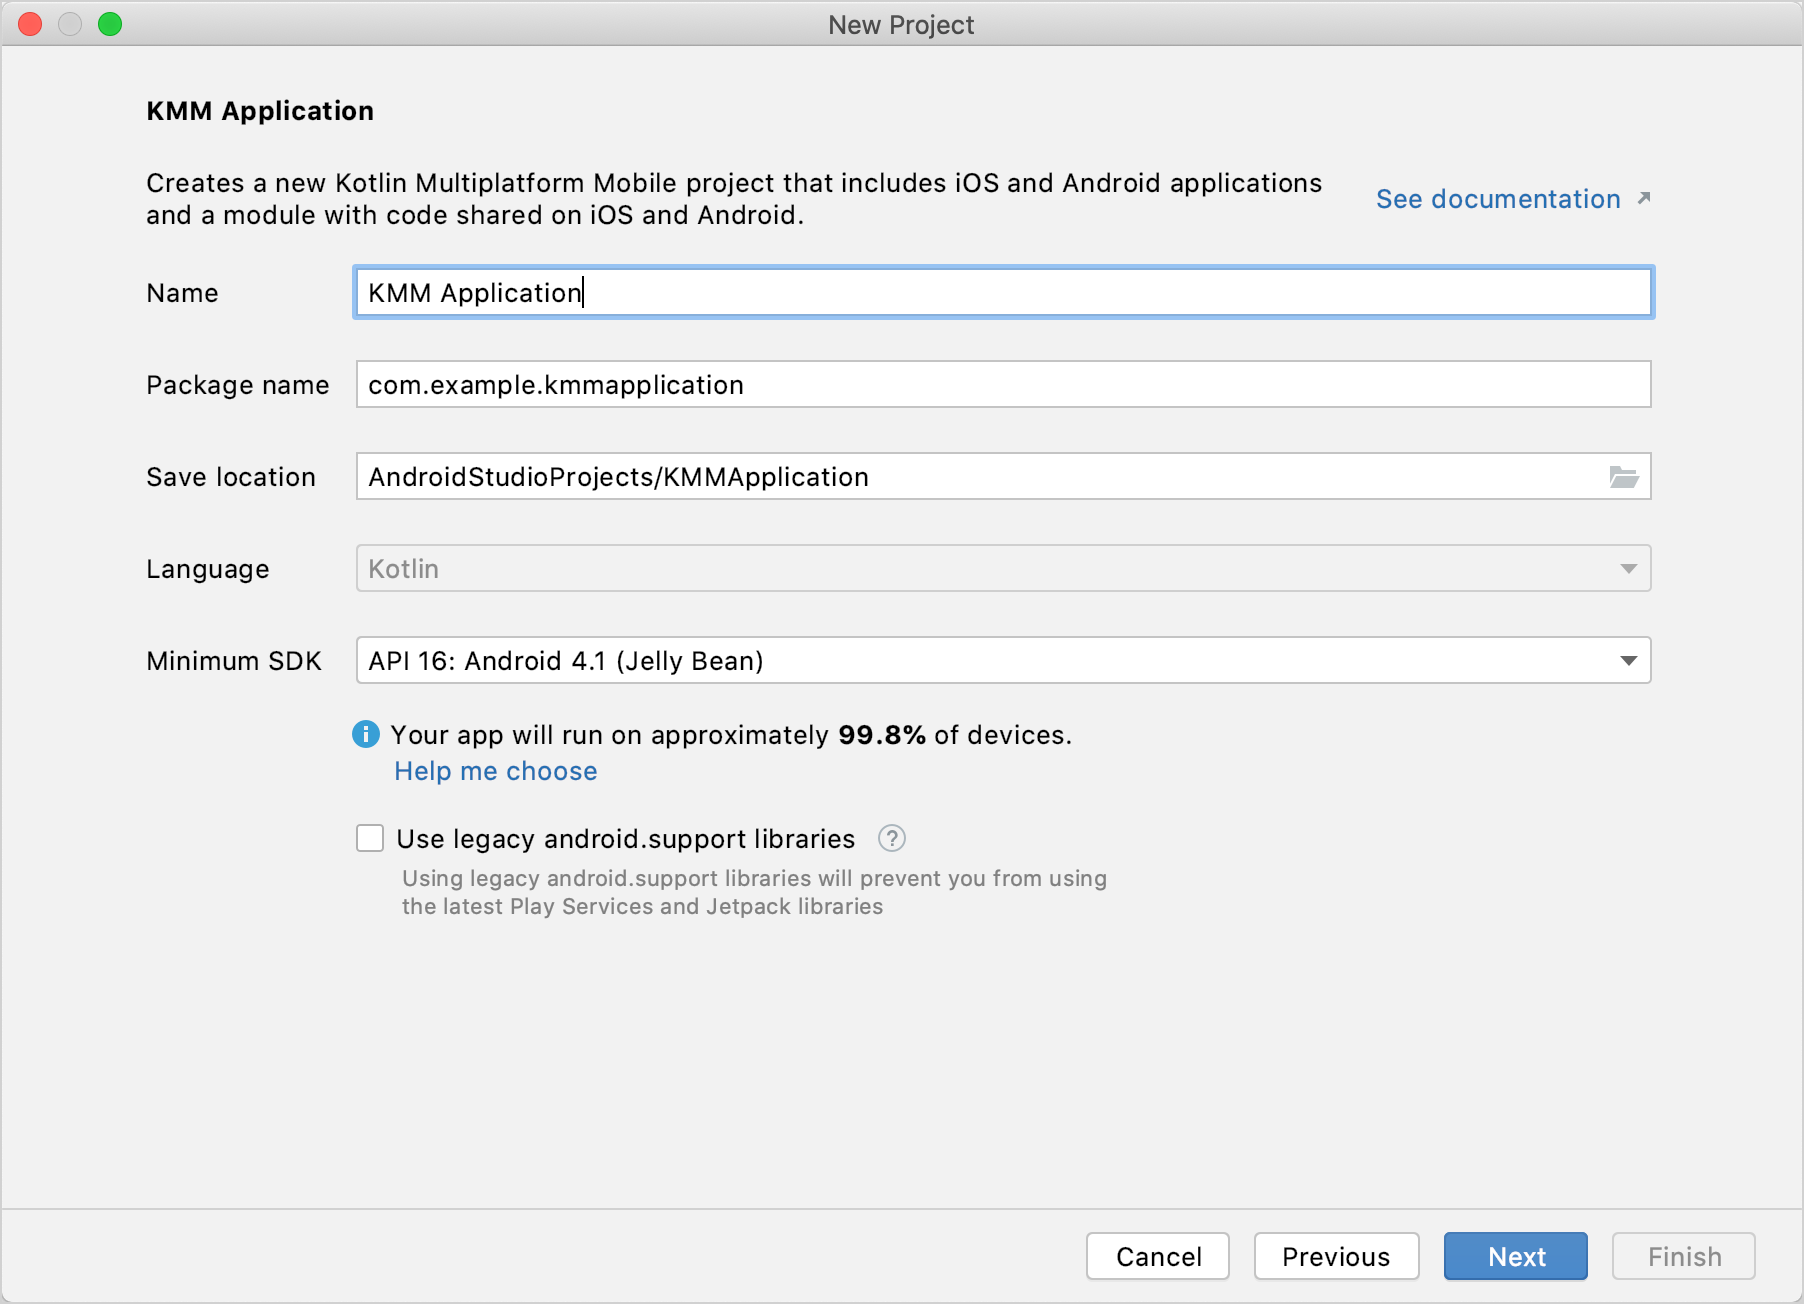 New Project
KMM Application
Creates a new Kotlin Multiplatform Mobile project that includes iOS and Android applications
and a module with code shared on iOS and Android.
See documentation
Name
KMM Application
Package name
com.example.kmmapplication
Save location
AndroidStudioProjects/KMMApplication
Language
Kotlin
Minimum SDK
API 16: Android 4.1 (Jelly Bean)
Your app will run on approximately 99.8% of devices.
Help me choose
Use legacy android.support libraries
Using legacy android.support libraries will prevent you from using
the latest Play Services and Jetpack libraries
Cancel
Previous
Next
Finish